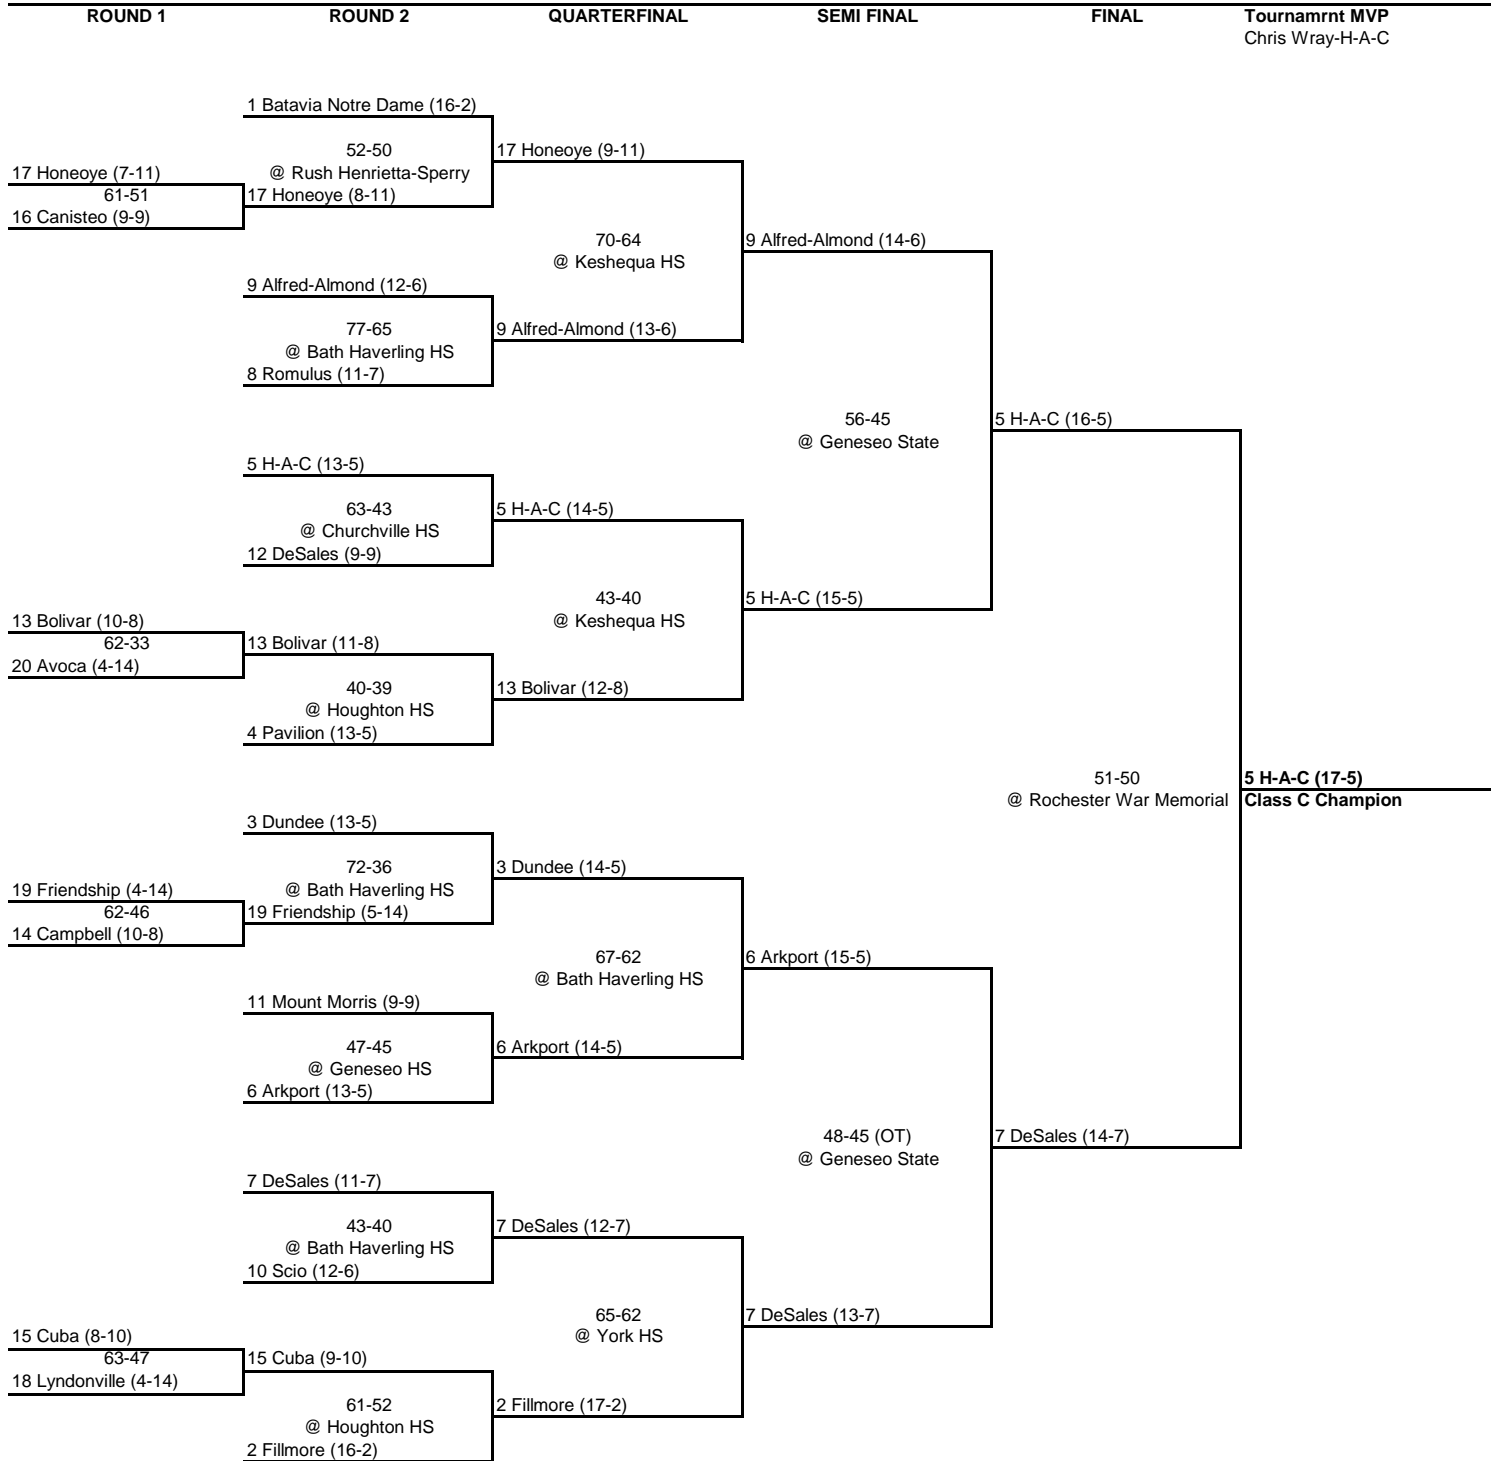 ROUND 1 ROUND 2 QUARTERFINAL SEMI FINAL FINAL Tournamrnt MVP
Chris Wray-H-A-C
1 Batavia Notre Dame (16-2)
52-50 17 Honeoye (9-11)
17 Honeoye (7-11) @ Rush Henrietta-Sperry
61-51 17 Honeoye (8-11)
16 Canisteo (9-9)
70-64 9 Alfred-Almond (14-6)
@ Keshequa HS
9 Alfred-Almond (12-6)
77-65 9 Alfred-Almond (13-6)
@ Bath Haverling HS
8 Romulus (11-7)
56-45 5 H-A-C (16-5)
@ Geneseo State
5 H-A-C (13-5)
63-43 5 H-A-C (14-5)
@ Churchville HS
12 DeSales (9-9)
43-40 5 H-A-C (15-5)
13 Bolivar (10-8) @ Keshequa HS
62-33 13 Bolivar (11-8)
20 Avoca (4-14)
40-39 13 Bolivar (12-8)
@ Houghton HS
4 Pavilion (13-5)
51-50 5 H-A-C (17-5)
@ Rochester War Memorial Class C Champion
3 Dundee (13-5)
72-36 3 Dundee (14-5)
19 Friendship (4-14) @ Bath Haverling HS
62-46 19 Friendship (5-14)
14 Campbell (10-8)
67-62 6 Arkport (15-5)
@ Bath Haverling HS
11 Mount Morris (9-9)
47-45 6 Arkport (14-5)
@ Geneseo HS
6 Arkport (13-5)
48-45 (OT) 7 DeSales (14-7)
@ Geneseo State
7 DeSales (11-7)
43-40 7 DeSales (12-7)
@ Bath Haverling HS
10 Scio (12-6)
65-62 7 DeSales (13-7)
15 Cuba (8-10) @ York HS
63-47 15 Cuba (9-10)
18 Lyndonville (4-14)
61-52 2 Fillmore (17-2)
@ Houghton HS
2 Fillmore (16-2)